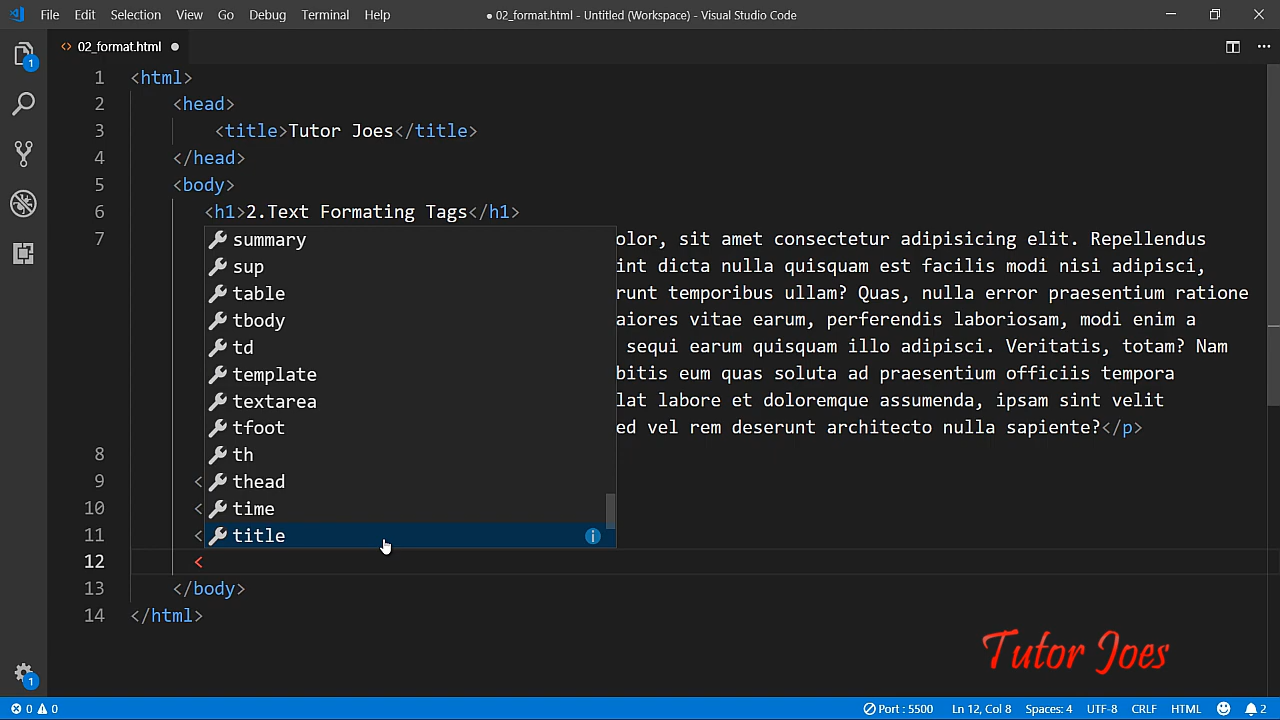 File Edit Selection View Go Debug Terminal Help
● 02_format.html - Untitled (Workspace) - Visual Studio Code
1
<> 02_format.html ●
1 <html>
2 <head>
3 <title>Tutor Joes</title>
4 </head>
5 <body>
6 <h1>2.Text Formating Tags</h1>
7 olor, sit amet consectetur adipisicing elit. Repellendus
int dicta nulla quisquam est facilis modi nisi adipisci,
runt temporibus ullam? Quas, nulla error praesentium ratione
aiores vitae earum, perferendis laboriosam, modi enim a
sequi earum quisquam illo adipisci. Veritatis, totam? Nam
bitis eum quas soluta ad praesentium officiis tempora
lat labore et doloremque assumenda, ipsam sint velit
ed vel rem deserunt architecto nulla sapiente?</p>
summary
sup
table
tbody
td
template
textarea
tfoot
th
thead
time
title
8
9 <
10 <
11 <
12 <
13 </body>
14 </html>
Tutor Joes
1
0 0
Port : 5500 Ln 12, Col 8 Spaces: 4 UTF-8 CRLF HTML 2